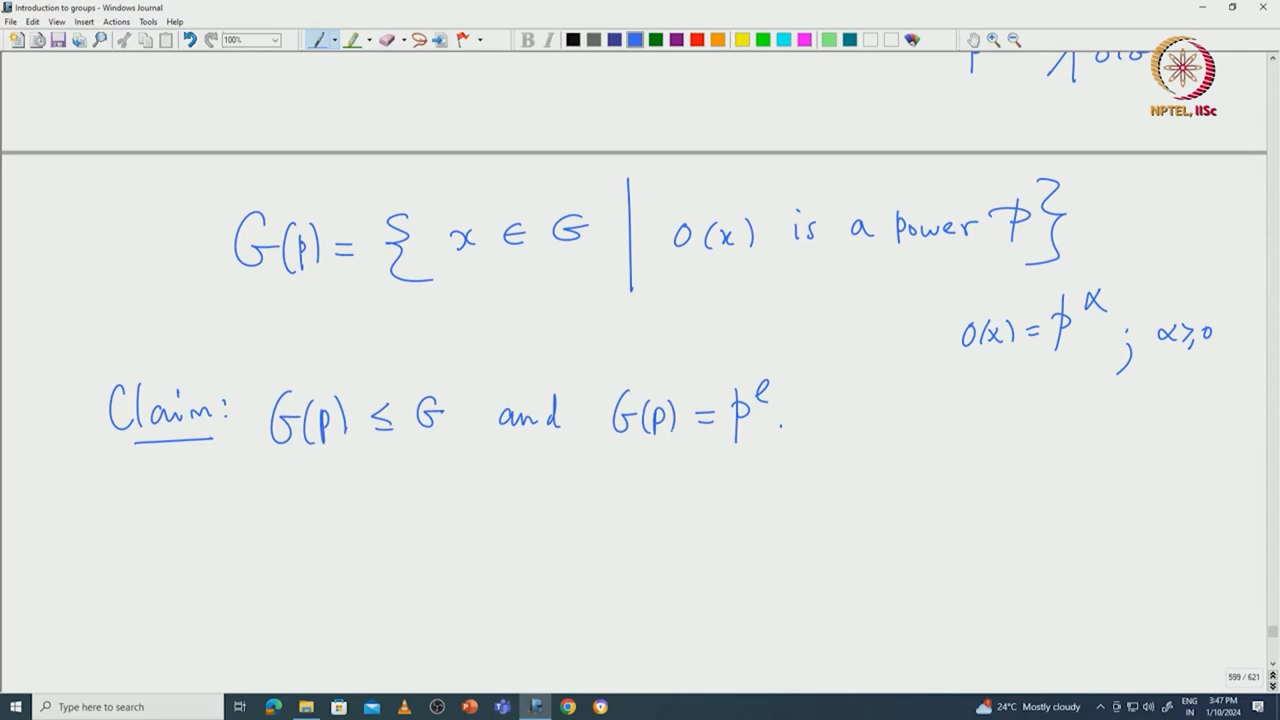 Introduction to groups - Windows Journal
File Edit View Insert Actions Tools Help
100%
B I
NPTEL, IISc
G(p) = { x ∈ G | o(x) is a power p }
o(x) = p^α ; α ≥ 0
Claim: G(p) ≤ G and G(p) = p^l .
599 / 621
Type here to search
24°C Mostly cloudy
ENG
IN
3:47 PM
1/10/2024